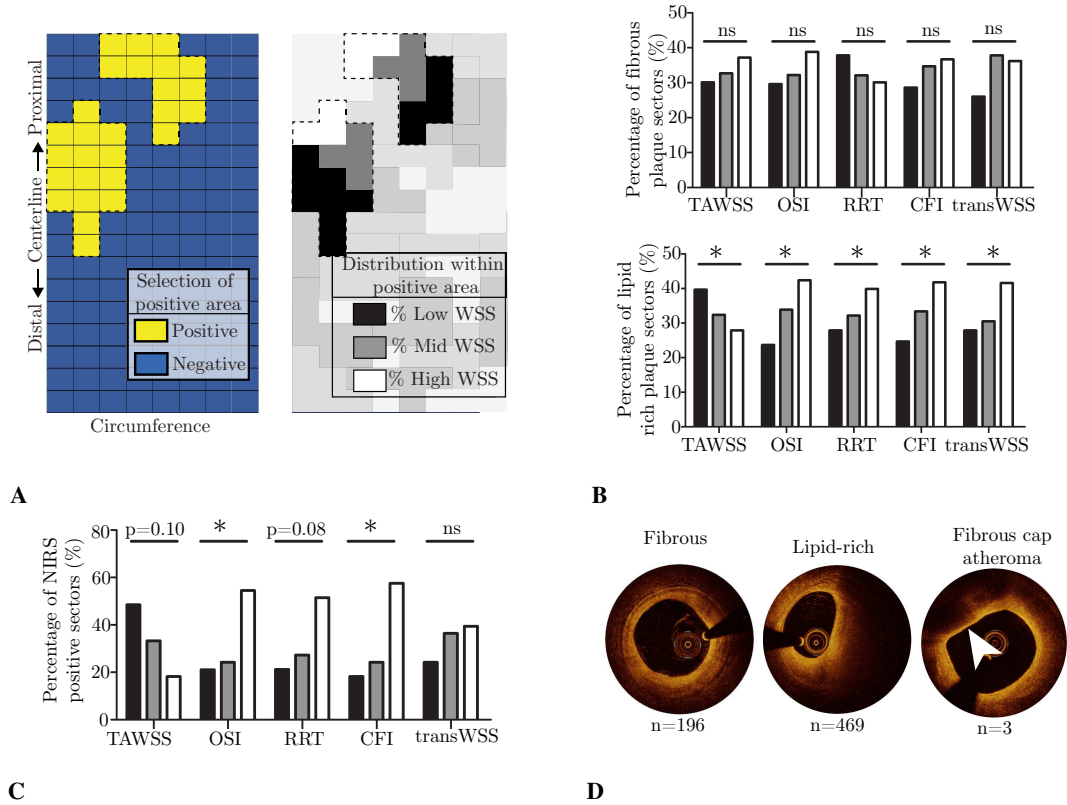 Distal ← Centerline → Proximal
Selection of
positive area
Positive
Negative
Circumference
Distribution within
positive area
% Low WSS
% Mid WSS
% High WSS
A
Percentage of fibrous
plaque sectors (%)
50
40
30
20
10
0
ns
ns
ns
ns
ns
TAWSS
OSI
RRT
CFI
transWSS
Percentage of lipid
rich plaque sectors (%)
50
40
30
20
10
0
*
*
*
*
*
TAWSS
OSI
RRT
CFI
transWSS
B
Percentage of NIRS
positive sectors (%)
80
60
40
20
0
p=0.10
*
p=0.08
*
ns
TAWSS
OSI
RRT
CFI
transWSS
C
Fibrous
n=196
Lipid-rich
n=469
Fibrous cap
atheroma
n=3
D